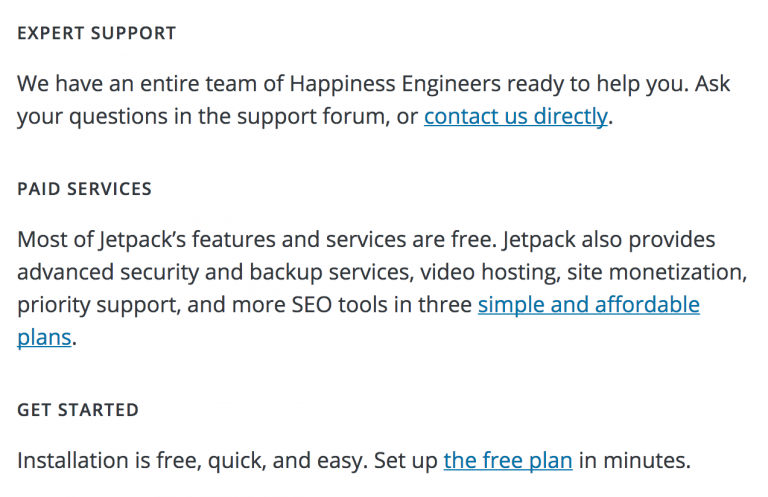 EXPERT SUPPORT
We have an entire team of Happiness Engineers ready to help you. Ask
your questions in the support forum, or contact us directly.
PAID SERVICES
Most of Jetpack’s features and services are free. Jetpack also provides
advanced security and backup services, video hosting, site monetization,
priority support, and more SEO tools in three simple and affordable
plans.
GET STARTED
Installation is free, quick, and easy. Set up the free plan in minutes.